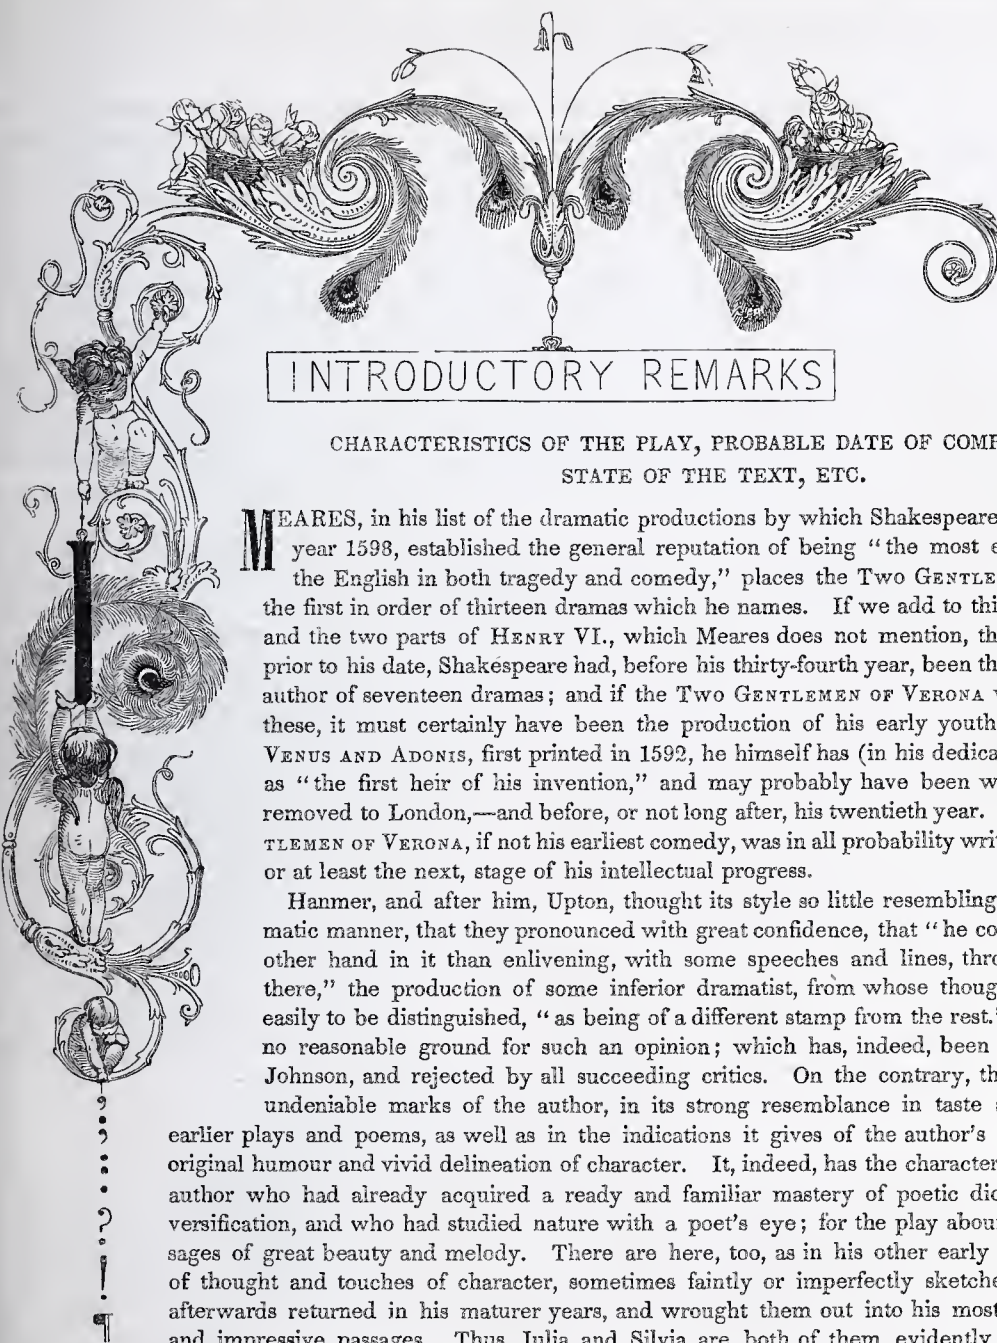 INTRODUCTORY REMARKS
CHARACTERISTICS OF THE PLAY, PROBABLE DATE OF COMP
STATE OF THE TEXT, ETC.
MEARES, in his list of the dramatic productions by which Shakespeare
year 1598, established the general reputation of being "the most e
the English in both tragedy and comedy," places the TWO GENTLE
the first in order of thirteen dramas which he names. If we add to thi
and the two parts of HENRY VI., which Meares does not mention, th
prior to his date, Shakespeare had, before his thirty-fourth year, been th
author of seventeen dramas; and if the TWO GENTLEMEN OF VERONA
these, it must certainly have been the production of his early youth
VENUS AND ADONIS, first printed in 1592, he himself has (in his dedica
as "the first heir of his invention," and may probably have been w
removed to London,—and before, or not long after, his twentieth year.
TLEMEN OF VERONA, if not his earliest comedy, was in all probability wri
or at least the next, stage of his intellectual progress.
Hanmer, and after him, Upton, thought its style so little resembling
matic manner, that they pronounced with great confidence, that "he co
other hand in it than enlivening, with some speeches and lines, thro
there," the production of some inferior dramatist, from whose thoug
easily to be distinguished, "as being of a different stamp from the rest."
no reasonable ground for such an opinion; which has, indeed, been
Johnson, and rejected by all succeeding critics. On the contrary, th
undeniable marks of the author, in its strong resemblance in taste a
earlier plays and poems, as well as in the indications it gives of the author's
original humour and vivid delineation of character. It, indeed, has the character
author who had already acquired a ready and familiar mastery of poetic dic
versification, and who had studied nature with a poet's eye; for the play abou
sages of great beauty and melody. There are here, too, as in his other early
of thought and touches of character, sometimes faintly or imperfectly sketche
afterwards returned in his maturer years, and wrought them out into his most
and impressive passages. Thus, Julia and Silvia are both of them evidently